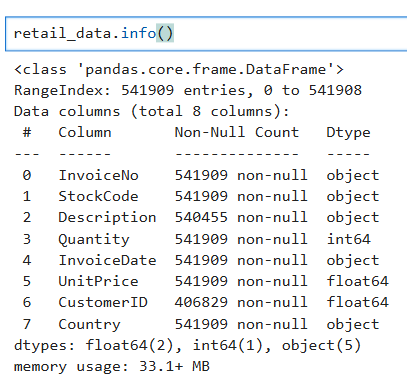 retail_data.info()
<class 'pandas.core.frame.DataFrame'>
RangeIndex: 541909 entries, 0 to 541908
Data columns (total 8 columns):
 #   Column       Non-Null Count   Dtype
---  ------       --------------   -----
 0   InvoiceNo    541909 non-null  object
 1   StockCode    541909 non-null  object
 2   Description  540455 non-null  object
 3   Quantity     541909 non-null  int64
 4   InvoiceDate  541909 non-null  object
 5   UnitPrice    541909 non-null  float64
 6   CustomerID   406829 non-null  float64
 7   Country      541909 non-null  object
dtypes: float64(2), int64(1), object(5)
memory usage: 33.1+ MB